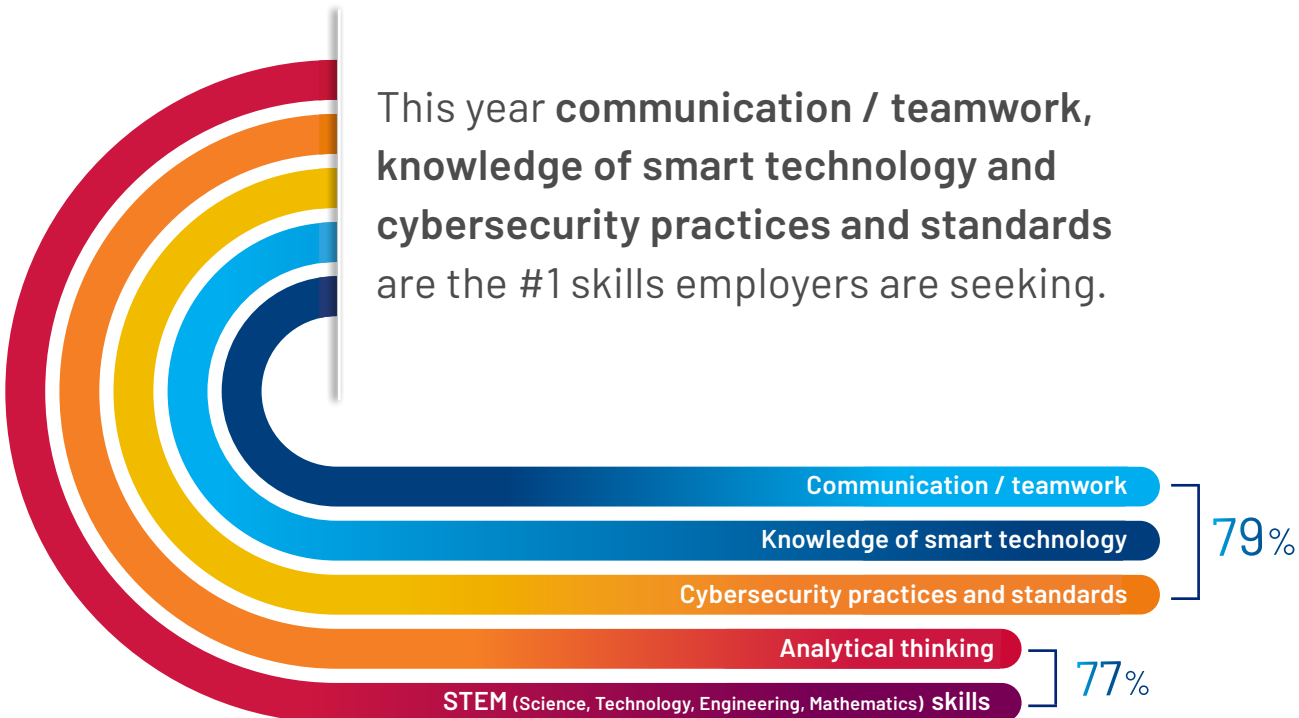 This year communication / teamwork,
knowledge of smart technology and
cybersecurity practices and standards
are the #1 skills employers are seeking.
Communication / teamwork
Knowledge of smart technology
79%
Cybersecurity practices and standards
Analytical thinking
77%
STEM (Science, Technology, Engineering, Mathematics) skills